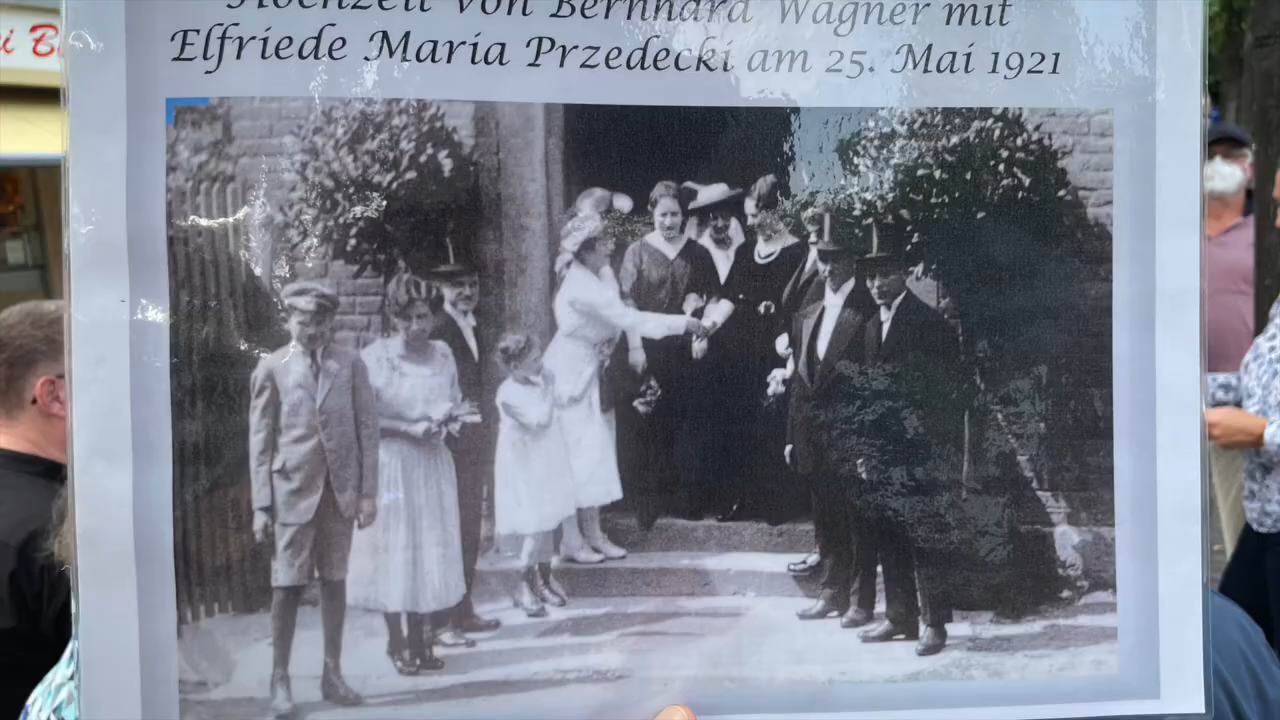 Hochzeit von Bernhard Wagner mit
Elfriede Maria Przedecki am 25. Mai 1921